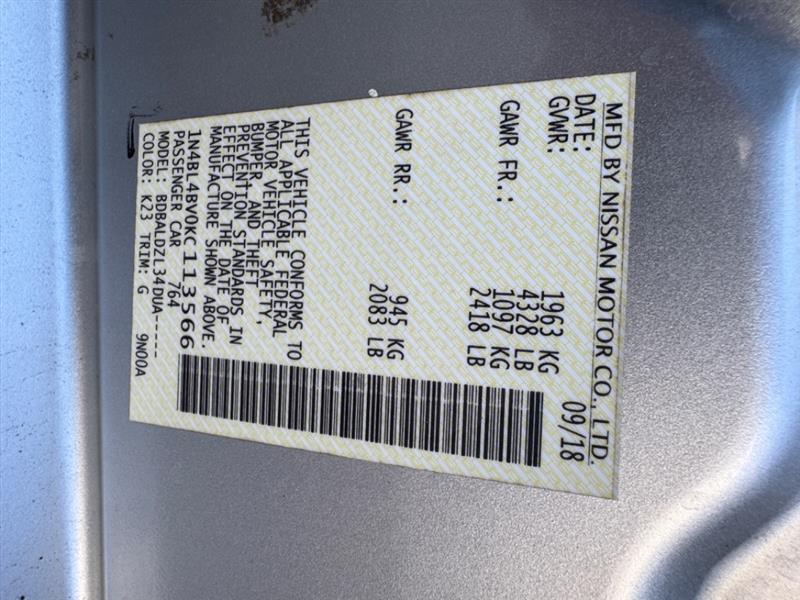 MFD BY NISSAN MOTOR CO., LTD.
DATE: 09/18
GVWR: 1963 KG
4328 LB
GAWR FR.: 1097 KG
2418 LB
GAWR RR.: 945 KG
2083 LB
THIS VEHICLE CONFORMS TO
ALL APPLICABLE FEDERAL
MOTOR VEHICLE SAFETY,
BUMPER, AND THEFT
PREVENTION STANDARDS IN
EFFECT ON THE DATE OF
MANUFACTURE SHOWN ABOVE.
1N4BL4BV0KC113566
PASSENGER CAR 764
MODEL: BDBALDZL34DUA-----
COLOR: K23 TRIM: G 9N00A